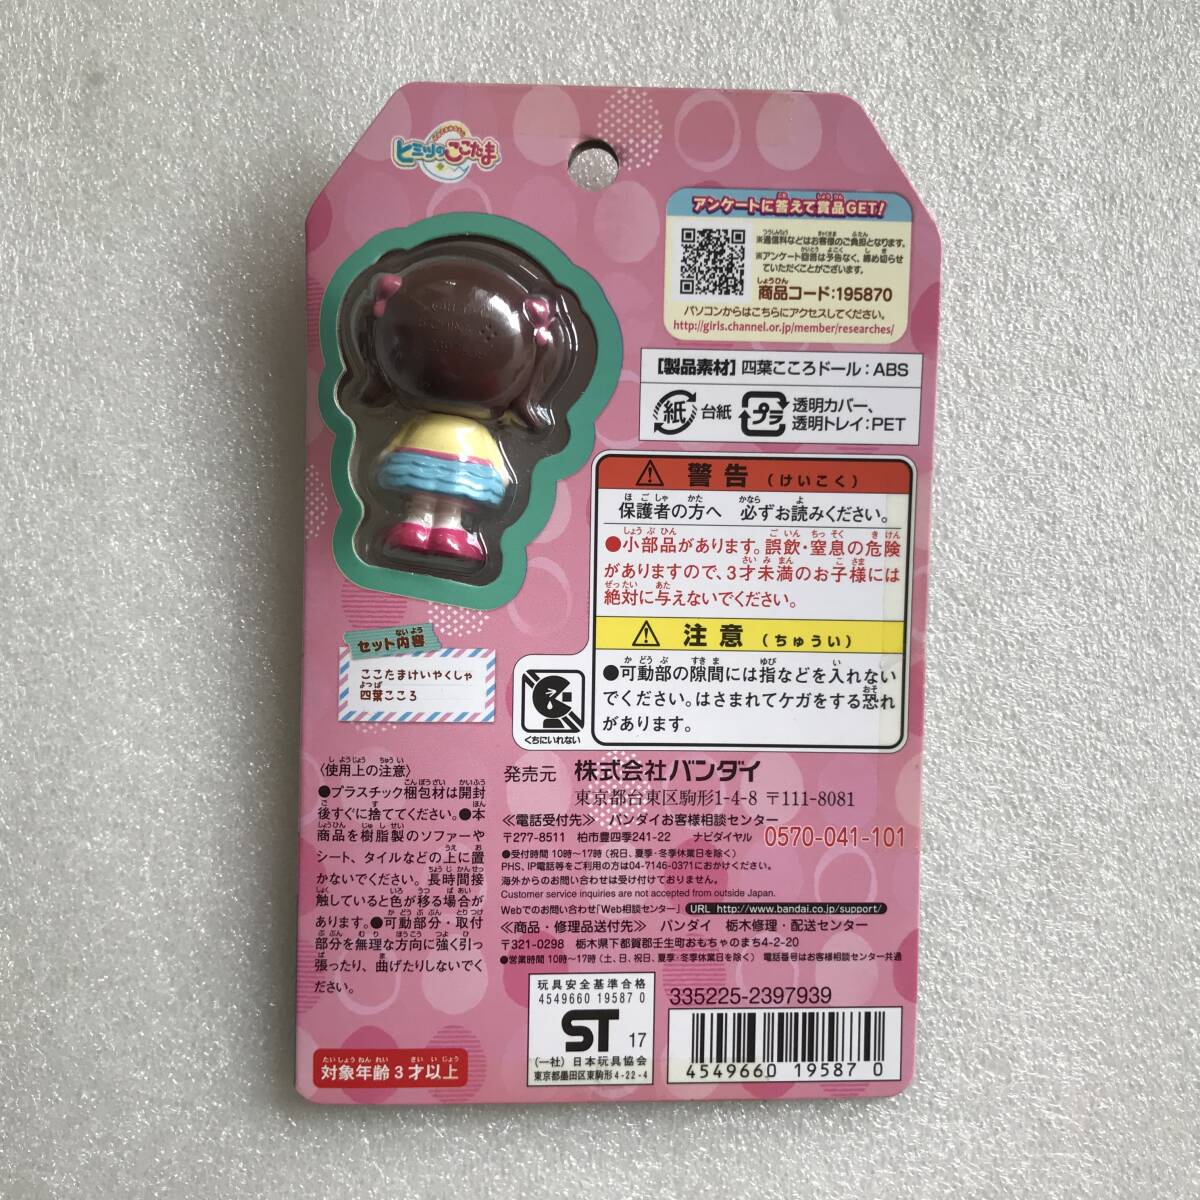 ヒミツのここたま
アンケートに答えて賞品GET!
※通信料などはお客様のご負担となります。
※アンケート回答は予告なく、締め切らせ
ていただくことがございます。
商品コード:195870
パソコンからはこちらにアクセスしてください。
http://girls.channel.or.jp/member/researches/
【製品素材】四葉こころドール:ABS
紙 台紙 プラ 透明カバー、
透明トレイ:PET
警告(けいこく)
保護者の方へ 必ずお読みください。
●小部品があります。誤飲・窒息の危険
がありますので、3才未満のお子様には
絶対に与えないでください。
注意(ちゅうい)
●可動部の隙間には指などを入れない
でください。はさまれてケガをする恐れ
があります。
くちにいれない
セット内容
ここたまけいやくしゃ
四葉こころ
〈使用上の注意〉
●プラスチック梱包材は開封
後すぐに捨ててください。●本
商品を樹脂製のソファーや
シート、タイルなどの上に置
かないでください。長時間接
触していると色が移る場合が
あります。●可動部分・取付
部分を無理な方向に強く引っ
張ったり、曲げたりしないでく
ださい。
発売元 株式会社バンダイ
東京都台東区駒形1-4-8 〒111-8081
≪電話受付先≫ バンダイお客様相談センター
〒277-8511 柏市豊四季241-22 ナビダイヤル 0570-041-101
●受付時間 10時〜17時(祝日、夏季・冬季休業日を除く)
PHS、IP電話等をご利用の方は04-7146-0371におかけください。
海外からのお問い合わせは受け付けておりません。
Customer service inquiries are not accepted from outside Japan.
Webでのお問い合わせ「Web相談センター」 URL http://www.bandai.co.jp/support/
≪商品・修理品送付先≫ バンダイ 栃木修理・配送センター
〒321-0298 栃木県下都賀郡壬生町おもちゃのまち4-2-20
●営業時間 10時〜17時(土、日、祝日、夏季・冬季休業日を除く) 電話番号はお客様相談センター共通
玩具安全基準合格
4549660 19587 0
ST 17
(一社)日本玩具協会
東京都墨田区東駒形4-22-4
335225-2397939
4549660 195870
対象年齢3才以上